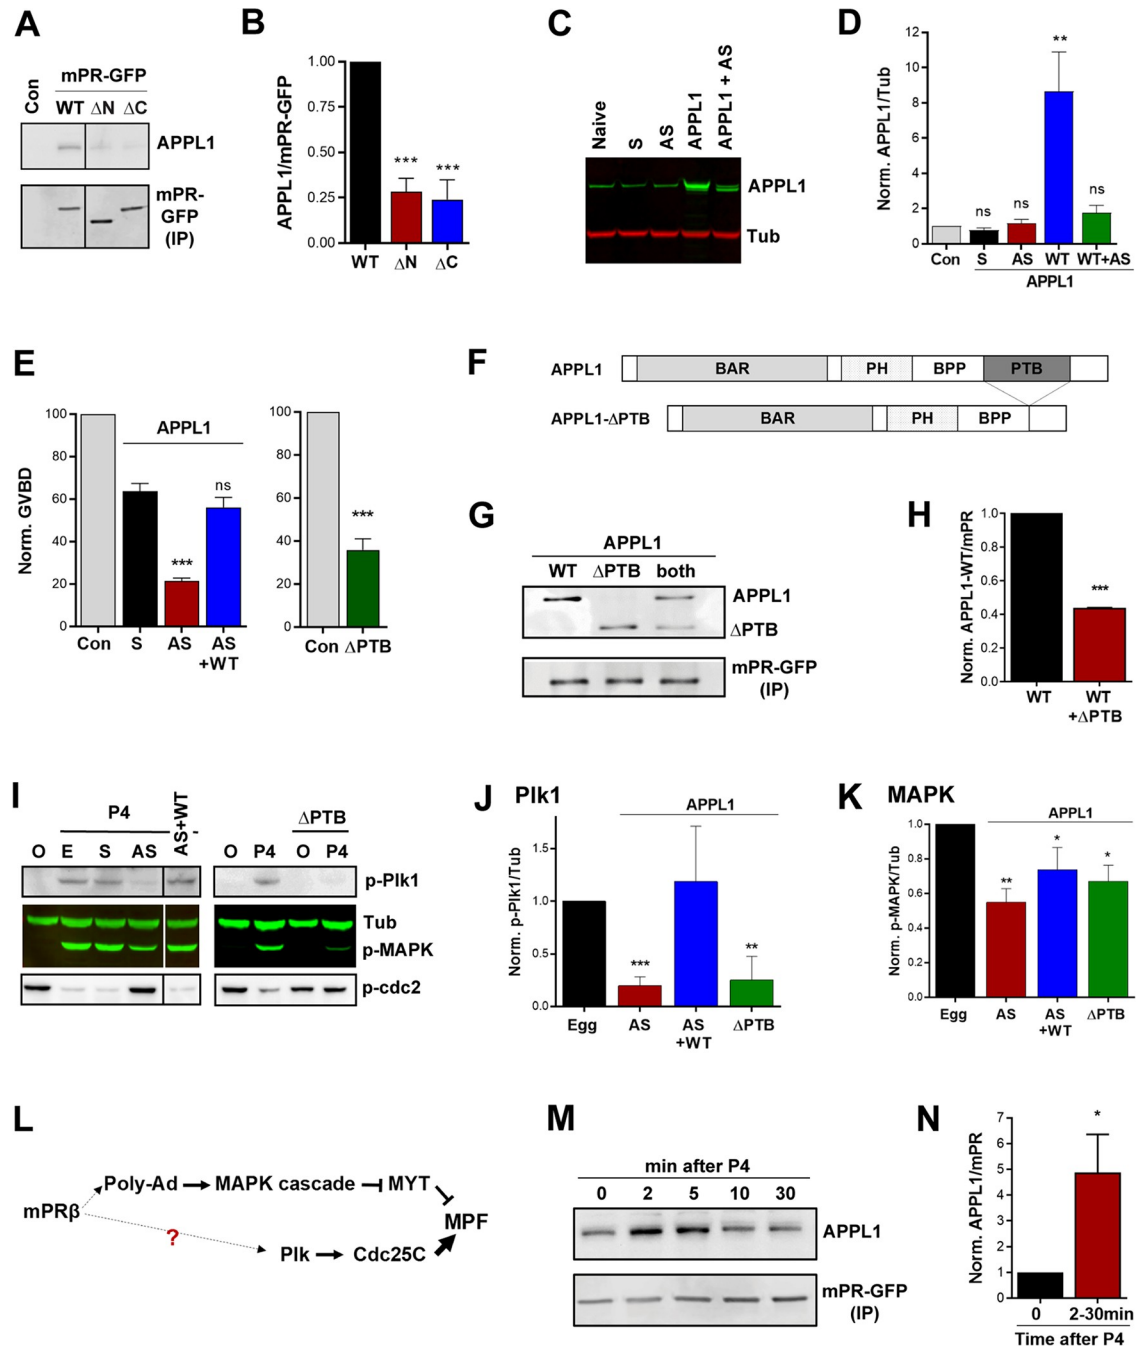 A
mPR-GFP
Con
WT ΔN ΔC
APPL1
mPR-
GFP
(IP)
B
APPL1/mPR-GFP
1.00
0.75
0.50
0.25
0.00
*** ***
WT ΔN ΔC
C
Naive
S
AS
APPL1
APPL1 + AS
APPL1
Tub
D
Norm. APPL1/Tub
12
10
8
6
4
2
0
ns ns ** ns
Con S AS WT WT+AS
APPL1
E
Norm. GVBD
100
80
60
40
20
0
APPL1
***
ns
Con S AS AS
+WT
100
80
60
40
20
0
***
Con ΔPTB
F
APPL1 BAR PH BPP PTB
APPL1-ΔPTB BAR PH BPP
G
APPL1
WT ΔPTB both
APPL1
ΔPTB
mPR-GFP
(IP)
H
Norm. APPL1-WT/mPR
1.0
0.8
0.6
0.4
0.2
0.0
***
WT WT
+ΔPTB
I
P4
AS+WT
O E S AS
ΔPTB
O P4 O P4
p-Plk1
Tub
p-MAPK
p-cdc2
J Plk1
APPL1
Norm. p-Plk1/Tub
1.5
1.0
0.5
0.0
*** **
Egg AS AS ΔPTB
+WT
K MAPK
APPL1
Norm. p-MAPK/Tub
1.0
0.8
0.6
0.4
0.2
0.0
** * *
Egg AS AS ΔPTB
+WT
L
Poly-Ad MAPK cascade MYT
mPRβ
MPF
?
Plk Cdc25C
M
min after P4
0 2 5 10 30
APPL1
mPR-GFP
(IP)
N
Norm. APPL1/mPR
7
6
5
4
3
2
1
0
*
0 2-30min
Time after P4